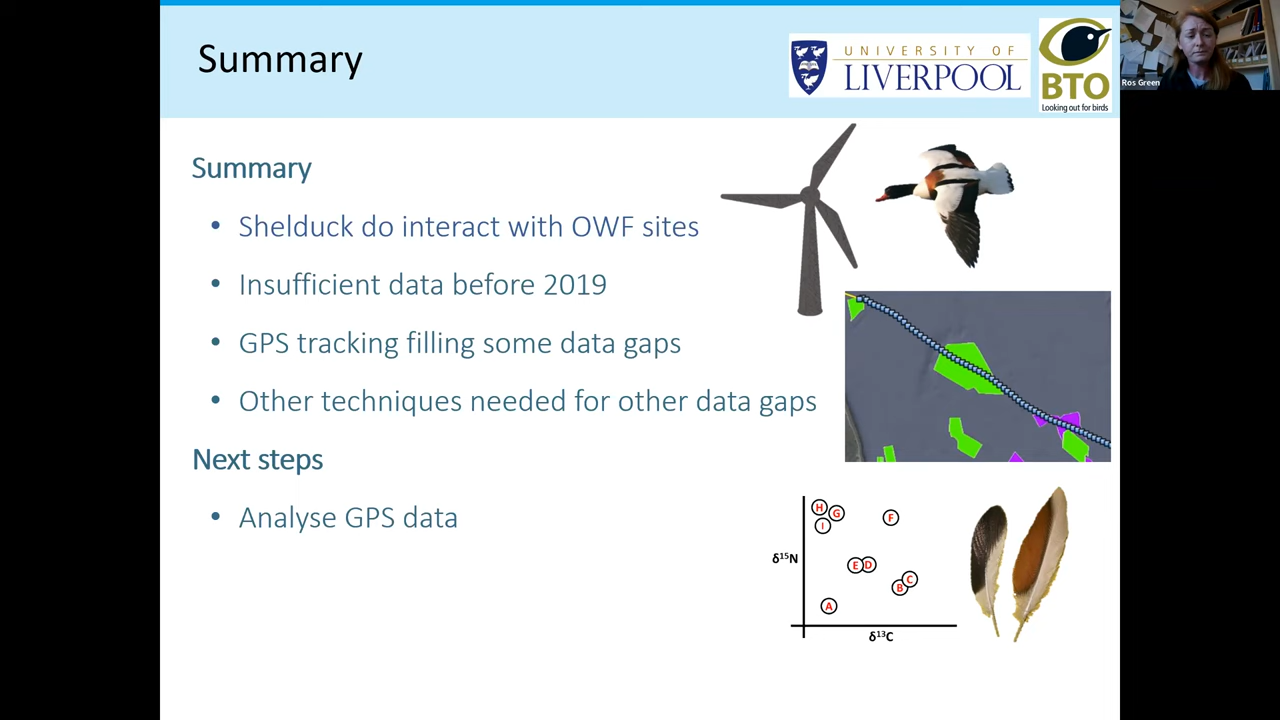 Summary
UNIVERSITY OF
LIVERPOOL
BTO
Looking out for birds
Ros Green
Summary
• Shelduck do interact with OWF sites
• Insufficient data before 2019
• GPS tracking filling some data gaps
• Other techniques needed for other data gaps
Next steps
• Analyse GPS data
H
G
I
F
δ¹⁵N
E
D
C
B
A
δ¹³C